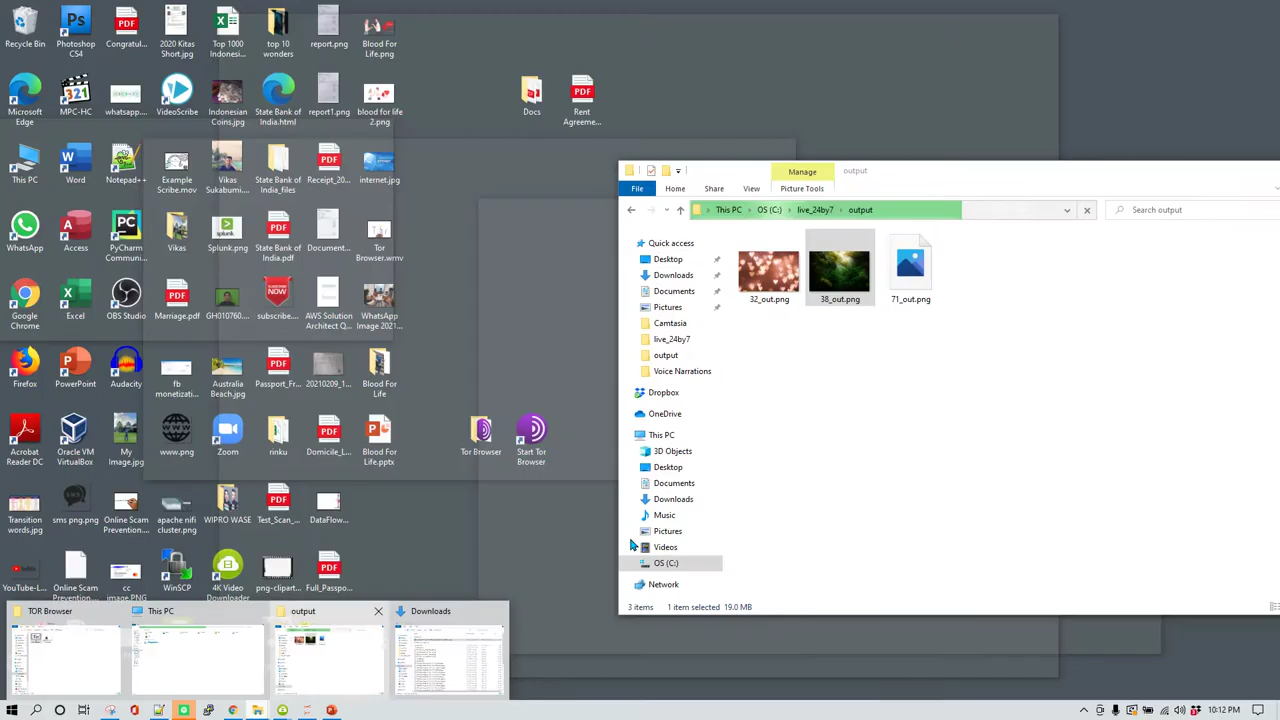 Recycle Bin
Photoshop
CS4
Congratul...
2020 Kitas
Short.jpg
Top 1000
Indonesi...
top 10
wonders
report.png
Blood For
Life.png
Microsoft
Edge
MPC-HC
whatsapp....
VideoScribe
Indonesian
Coins.jpg
State Bank of
India.html
report1.png
blood for life
2.png
Docs
Rent
Agreeme...
This PC
Word
Notepad++
Example
Scribe.mov
Vikas
Sukabumi....
State Bank of
India_files
Receipt_20...
internet.jpg
WhatsApp
Access
PyCharm
Communi...
Vikas
Splunk.png
State Bank of
India.pdf
Document...
Tor
Browser.wmv
Google
Chrome
Excel
OBS Studio
Marriage.pdf
GH010760....
subscribe....
AWS Solution
Architect Q...
WhatsApp
Image 2021...
Firefox
PowerPoint
Audacity
fb
monetizati...
Australia
Beach.jpg
Passport_Fr...
20210209_1...
Blood For
Life
Acrobat
Reader DC
Oracle VM
VirtualBox
My
Image.jpg
www.png
Zoom
rinku
Domicile_L...
Blood For
Life.pptx
Tor Browser
Start Tor
Browser
Transition
words.jpg
sms png.png
Online Scam
Prevention....
apache nifi
cluster.png
WIPRO WASE
Test_Scan_...
DataFlow...
YouTube-L...
Online Scam
Prevention...
cc
image.PNG
WinSCP
4K Video
Downloader
png-clipart...
Full_Passpo...
Manage
output
File
Home
Share
View
Picture Tools
This PC
OS (C:)
live_24by7
output
Search output
Quick access
Desktop
Downloads
Documents
Pictures
Camtasia
live_24by7
output
Voice Narrations
Dropbox
OneDrive
This PC
3D Objects
Desktop
Documents
Downloads
Music
Pictures
Videos
OS (C:)
Network
32_out.png
38_out.png
71_out.png
3 items
1 item selected 19.0 MB
TOR Browser
This PC
output
Downloads
10:12 PM